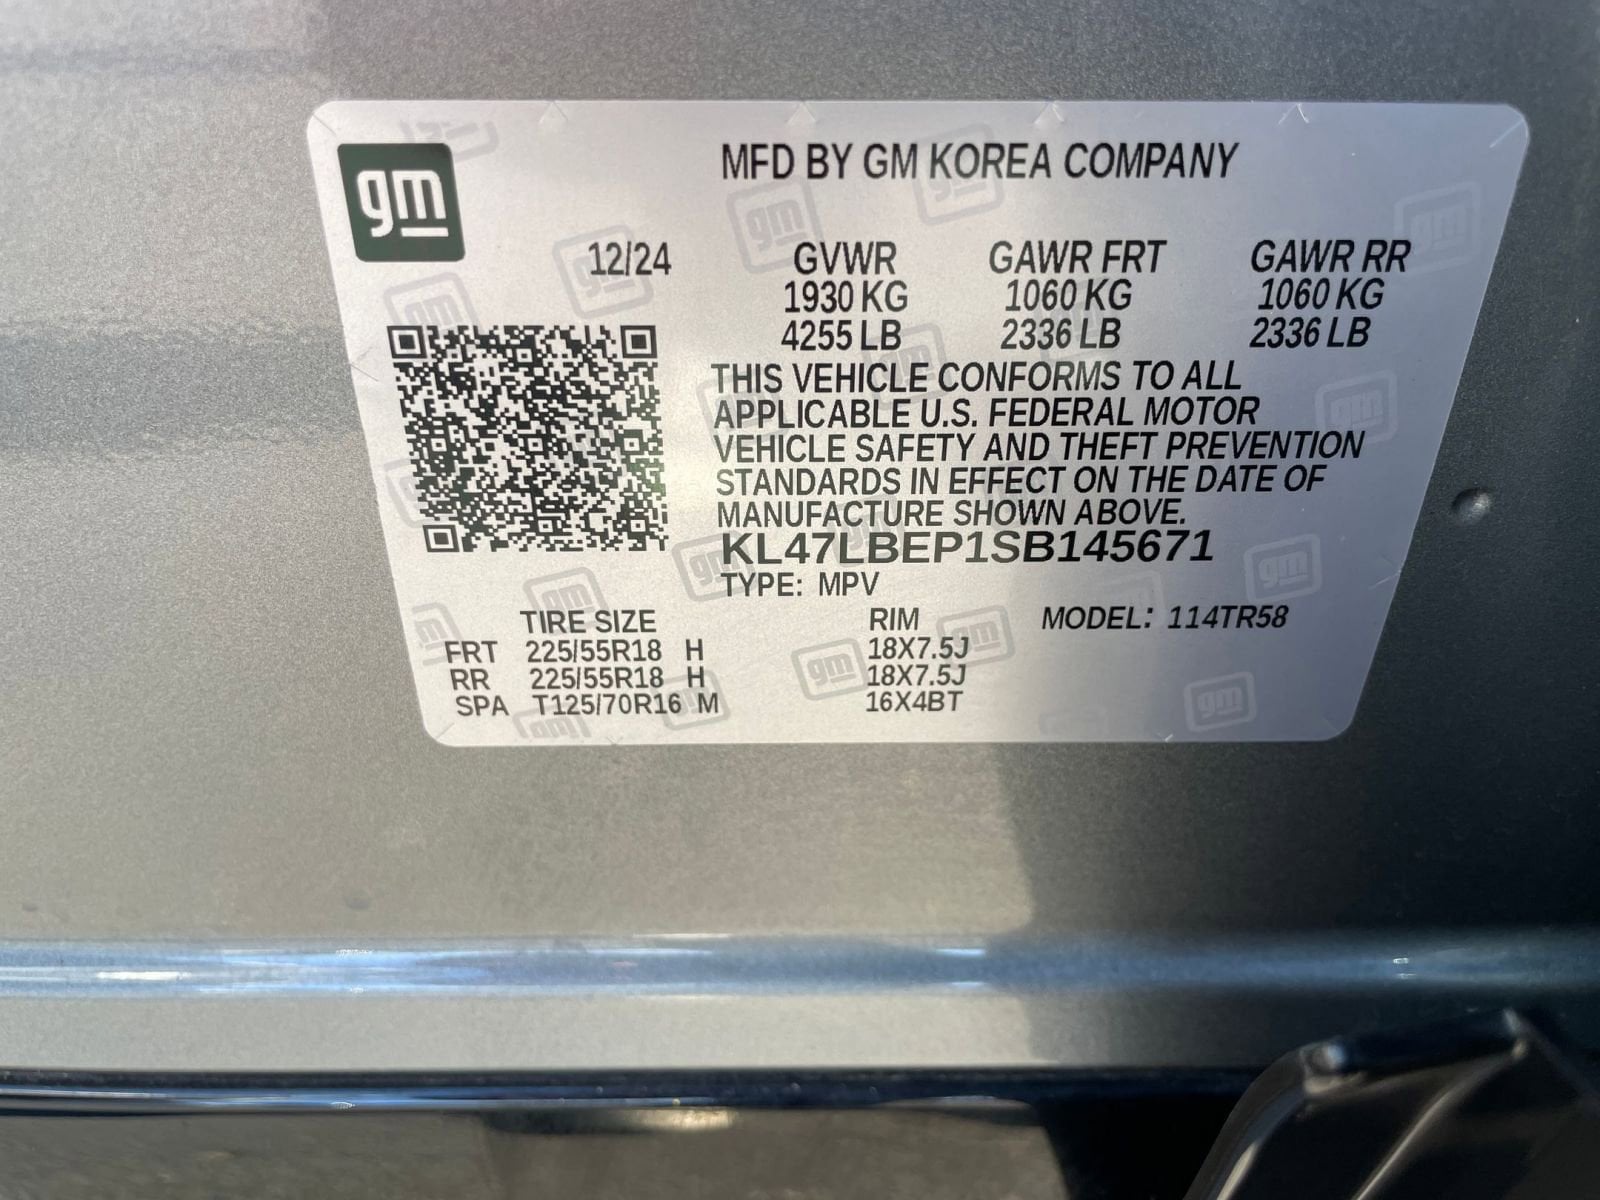 gm
MFD BY GM KOREA COMPANY
12/24 GVWR GAWR FRT GAWR RR
1930 KG 1060 KG 1060 KG
4255 LB 2336 LB 2336 LB
THIS VEHICLE CONFORMS TO ALL
APPLICABLE U.S. FEDERAL MOTOR
VEHICLE SAFETY AND THEFT PREVENTION
STANDARDS IN EFFECT ON THE DATE OF
MANUFACTURE SHOWN ABOVE.
KL47LBEP1SB145671
TYPE: MPV
TIRE SIZE RIM MODEL: 114TR58
FRT 225/55R18 H 18X7.5J
RR 225/55R18 H 18X7.5J
SPA T125/70R16 M 16X4BT